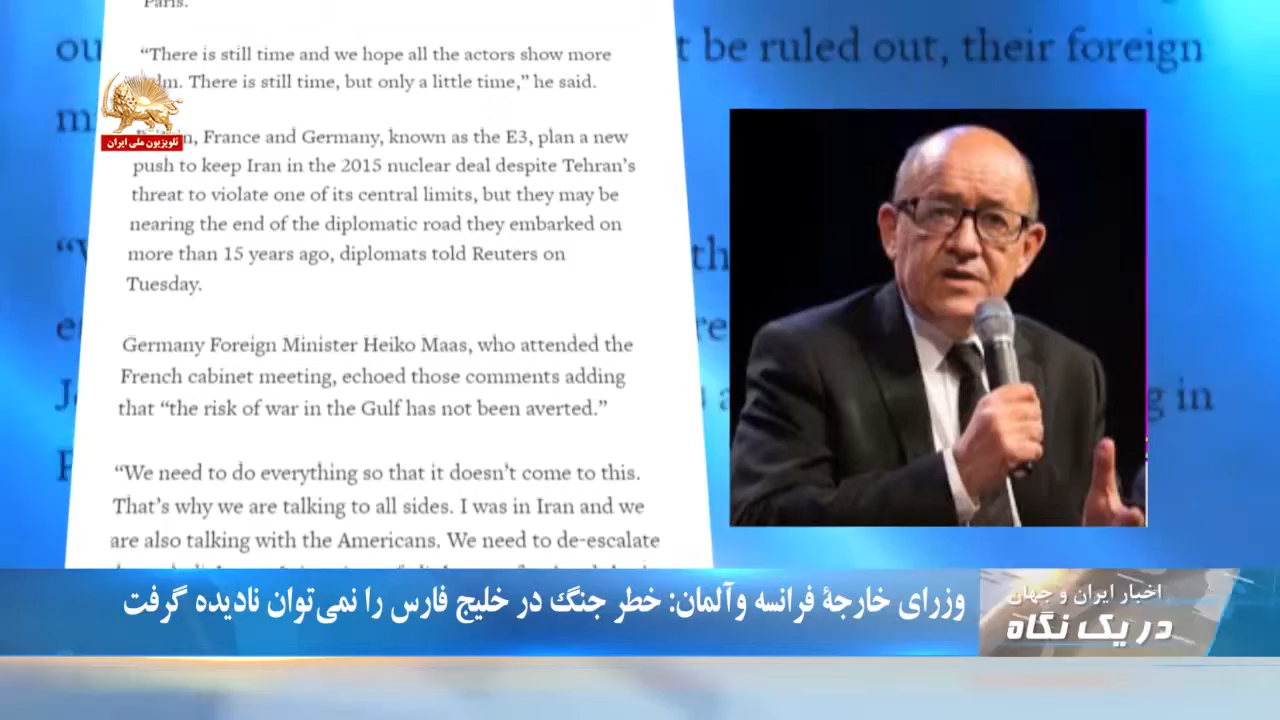 Paris.
“There is still time and we hope all the actors show more
There is still time, but only a little time,” he said.
France and Germany, known as the E3, plan a new
push to keep Iran in the 2015 nuclear deal despite Tehran’s
threat to violate one of its central limits, but they may be
nearing the end of the diplomatic road they embarked on
more than 15 years ago, diplomats told Reuters on
Tuesday.
Germany Foreign Minister Heiko Maas, who attended the
French cabinet meeting, echoed those comments adding
that “the risk of war in the Gulf has not been averted.”
“We need to do everything so that it doesn’t come to this.
That’s why we are talking to all sides. I was in Iran and we
are also talking with the Americans. We need to de-escalate
be ruled out, their foreign
in
تلویزیون ملی ایران
وزرای خارجهٔ فرانسه وآلمان: خطر جنگ در خلیج فارس را نمی‌توان نادیده گرفت
اخبار ایران و جهان
در یک نگاه